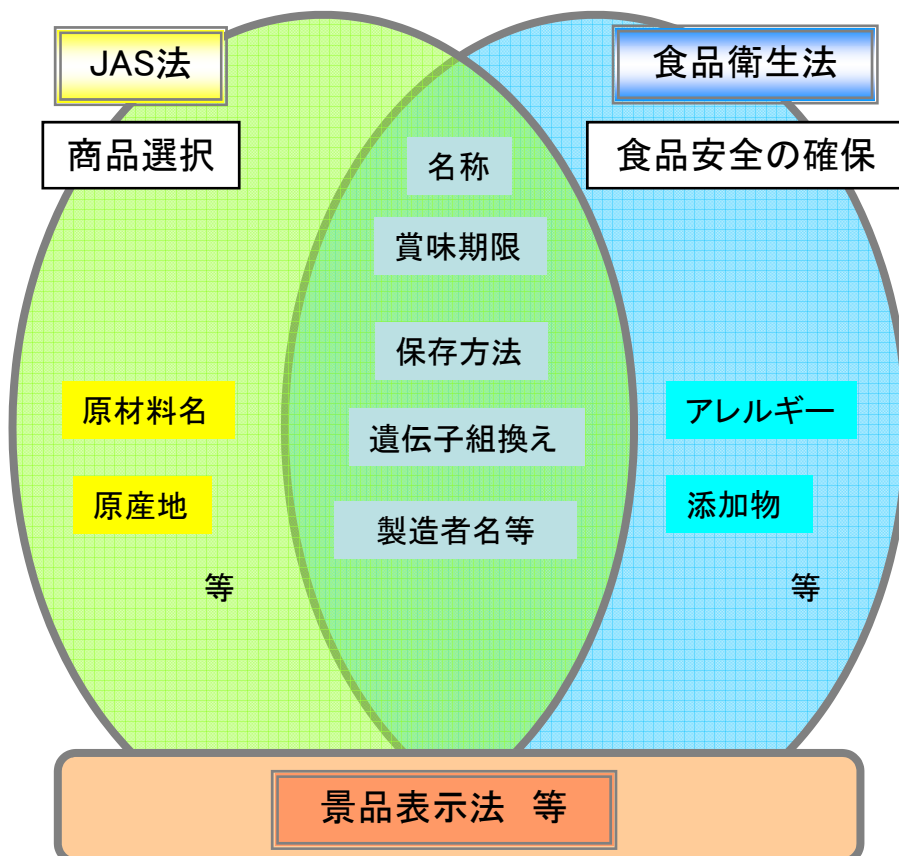 JAS法
食品衛生法
商品選択
食品安全の確保
名称
賞味期限
保存方法
遺伝子組換え
製造者名等
原材料名
原産地
等
アレルギー
添加物
等
景品表示法 等